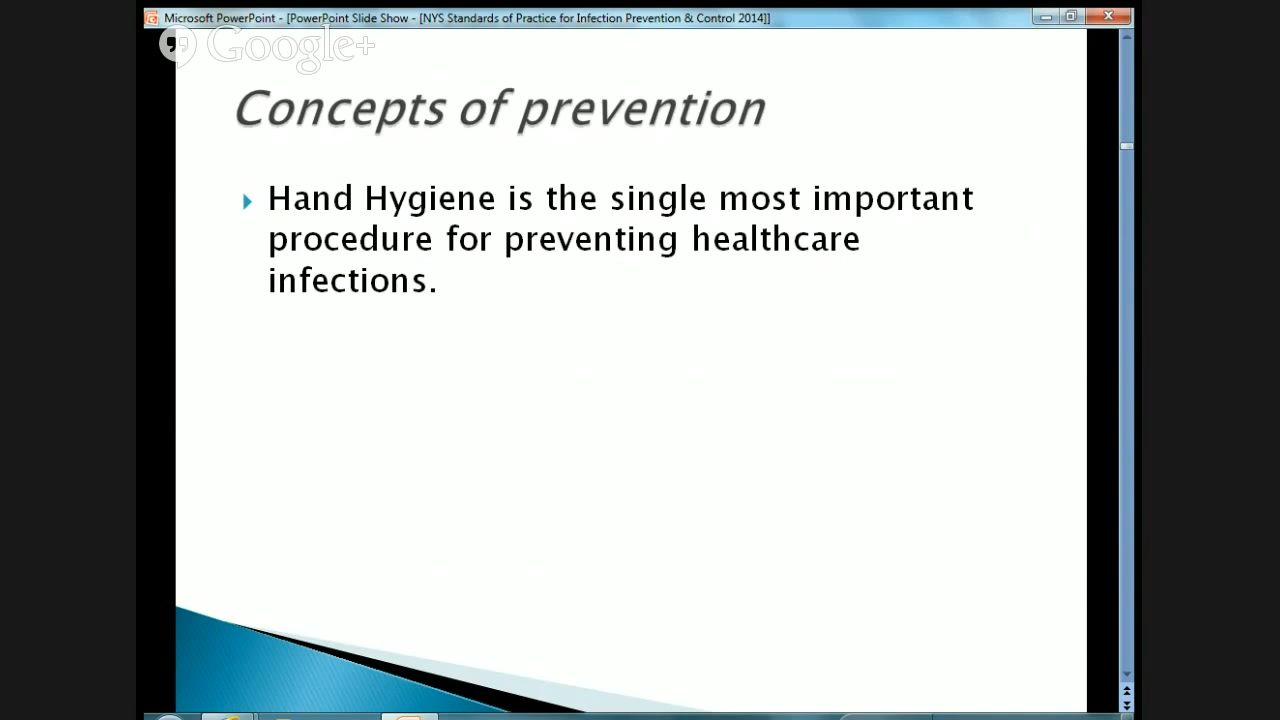 Microsoft PowerPoint - [PowerPoint Slide Show - [NYS Standards of Practice for Infection Prevention & Control 2014]]
Google+
Concepts of prevention
Hand Hygiene is the single most important
procedure for preventing healthcare
infections.